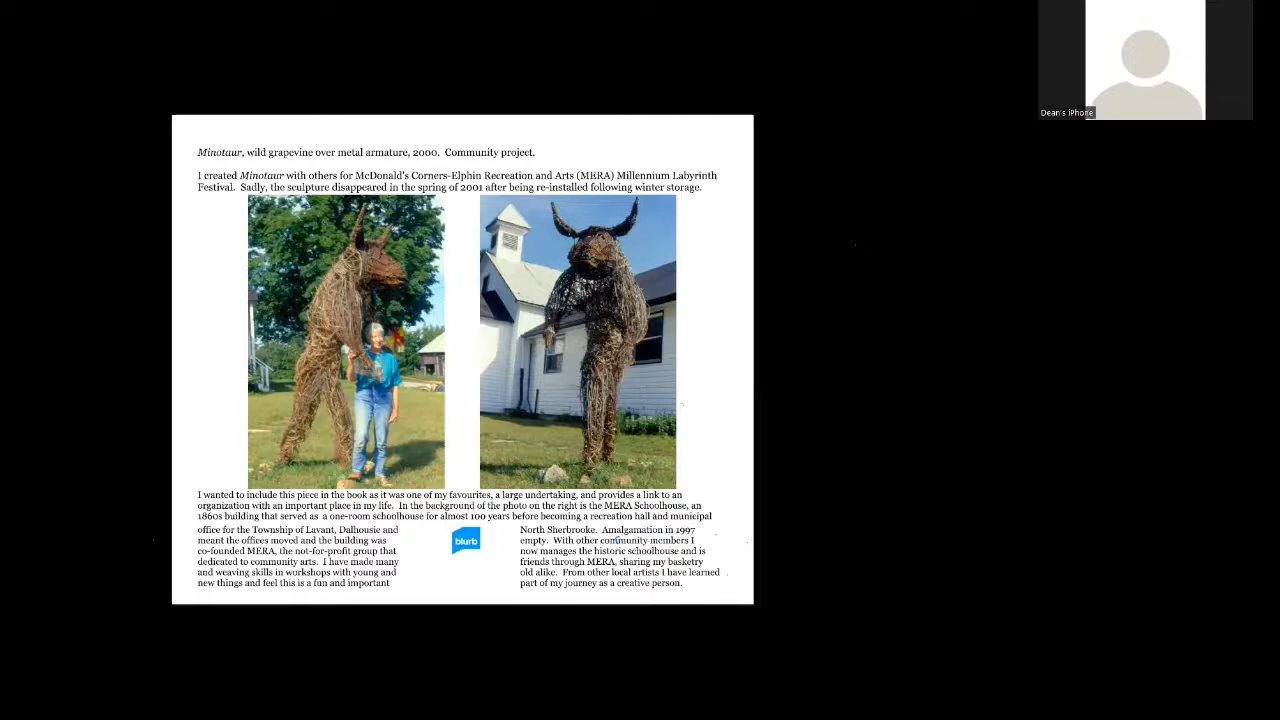 Dean's iPhone
Minotaur, wild grapevine over metal armature, 2000. Community project.
I created Minotaur with others for McDonald's Corners-Elphin Recreation and Arts (MERA) Millennium Labyrinth
Festival. Sadly, the sculpture disappeared in the spring of 2001 after being re-installed following winter storage.
I wanted to include this piece in the book as it was one of my favourites, a large undertaking, and provides a link to an
organization with an important place in my life. In the background of the photo on the right is the MERA Schoolhouse, an
1860s building that served as a one-room schoolhouse for almost 100 years before becoming a recreation hall and municipal
office for the Township of Lavant, Dalhousie and North Sherbrooke. Amalgamation in 1997
meant the offices moved and the building was empty. With other community members I
co-founded MERA, the not-for-profit group that now manages the historic schoolhouse and is
dedicated to community arts. I have made many friends through MERA, sharing my basketry
and weaving skills in workshops with young and old alike. From other local artists I have learned
new things and feel this is a fun and important part of my journey as a creative person.
blurb